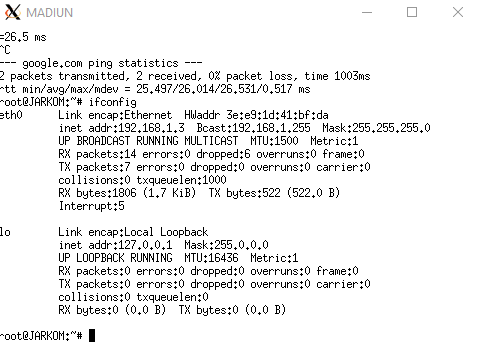 MADIUN
=26.5 ms
^C
--- google.com ping statistics ---
2 packets transmitted, 2 received, 0% packet loss, time 1003ms
rtt min/avg/max/mdev = 25.497/26.014/26.531/0.517 ms
root@JARKOM:~# ifconfig
eth0      Link encap:Ethernet  HWaddr 3e:e9:1d:41:bf:da
          inet addr:192.168.1.3  Bcast:192.168.1.255  Mask:255.255.255.0
          UP BROADCAST RUNNING MULTICAST  MTU:1500  Metric:1
          RX packets:14 errors:0 dropped:6 overruns:0 frame:0
          TX packets:7 errors:0 dropped:0 overruns:0 carrier:0
          collisions:0 txqueuelen:1000
          RX bytes:1806 (1.7 KiB)  TX bytes:522 (522.0 B)
          Interrupt:5
lo        Link encap:Local Loopback
          inet addr:127.0.0.1  Mask:255.0.0.0
          UP LOOPBACK RUNNING  MTU:16436  Metric:1
          RX packets:0 errors:0 dropped:0 overruns:0 frame:0
          TX packets:0 errors:0 dropped:0 overruns:0 carrier:0
          collisions:0 txqueuelen:0
          RX bytes:0 (0.0 B)  TX bytes:0 (0.0 B)
root@JARKOM:~#